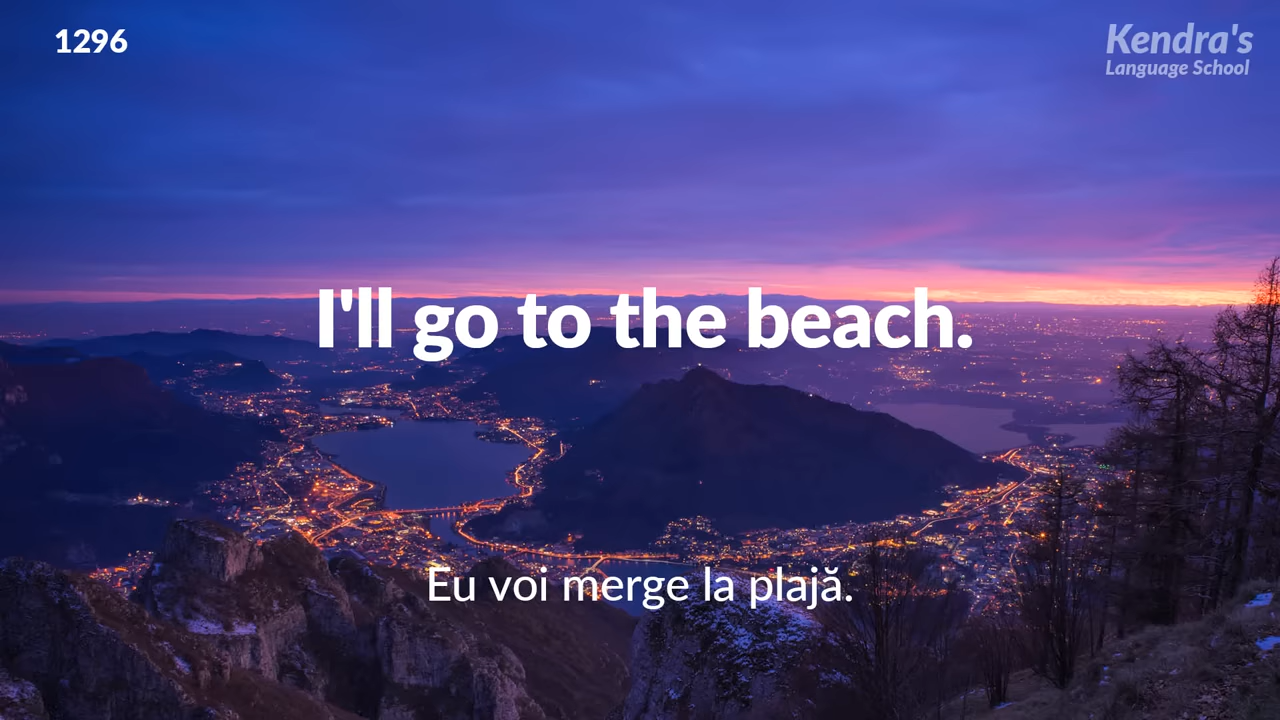 1296
Kendra's
Language School
I'll go to the beach.
Eu voi merge la plajă.